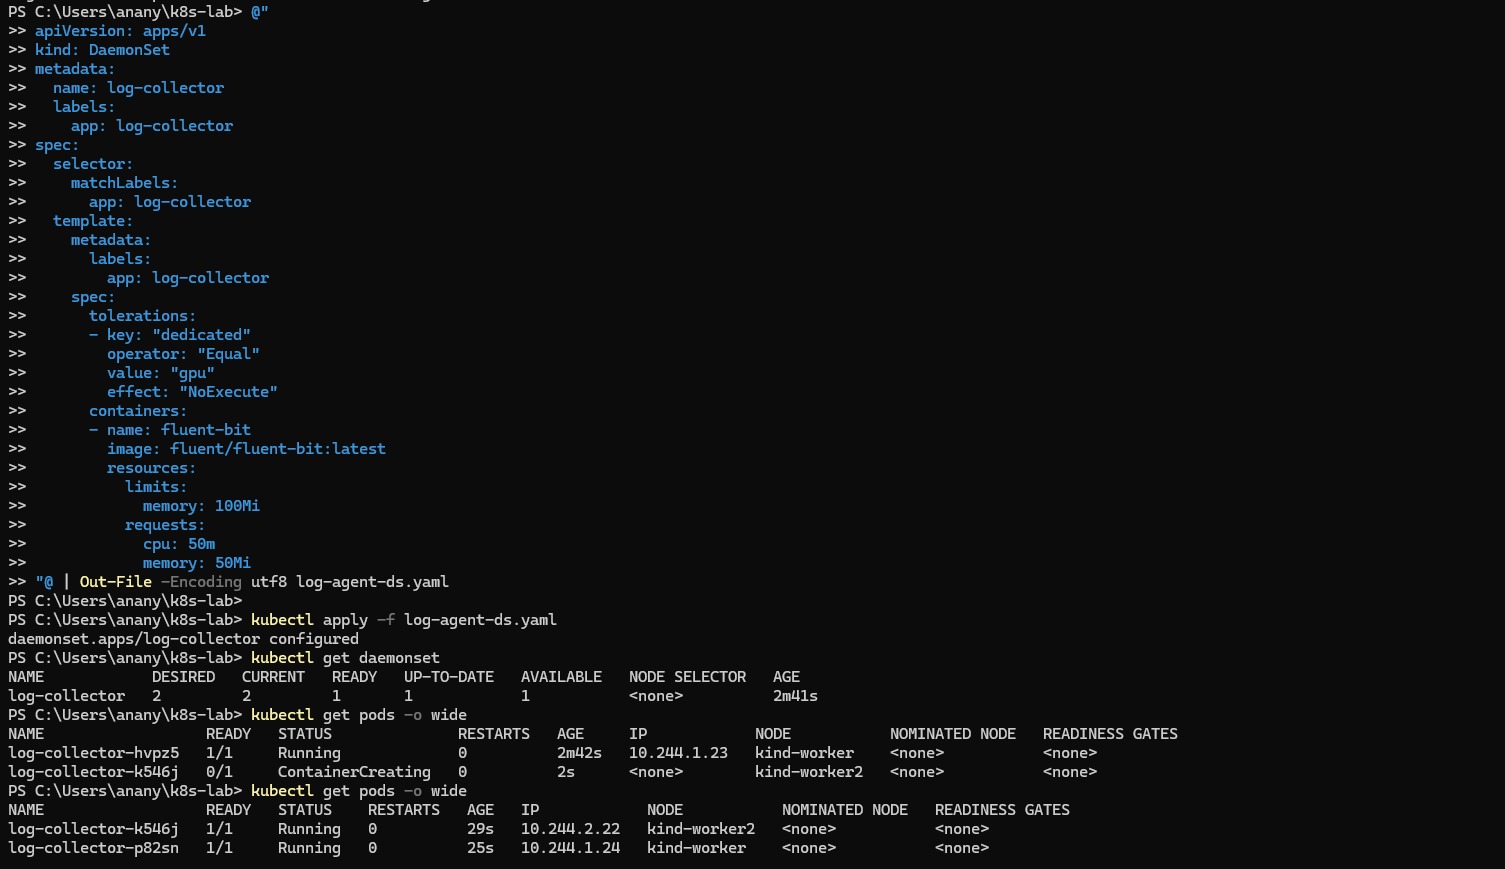 PS C:\Users\anany\k8s-lab> @"
>> apiVersion: apps/v1
>> kind: DaemonSet
>> metadata:
>>   name: log-collector
>>   labels:
>>     app: log-collector
>> spec:
>>   selector:
>>     matchLabels:
>>       app: log-collector
>>   template:
>>     metadata:
>>       labels:
>>         app: log-collector
>>     spec:
>>       tolerations:
>>       - key: "dedicated"
>>         operator: "Equal"
>>         value: "gpu"
>>         effect: "NoExecute"
>>       containers:
>>       - name: fluent-bit
>>         image: fluent/fluent-bit:latest
>>         resources:
>>           limits:
>>             memory: 100Mi
>>           requests:
>>             cpu: 50m
>>             memory: 50Mi
>> "@ | Out-File -Encoding utf8 log-agent-ds.yaml
PS C:\Users\anany\k8s-lab>
PS C:\Users\anany\k8s-lab> kubectl apply -f log-agent-ds.yaml
daemonset.apps/log-collector configured
PS C:\Users\anany\k8s-lab> kubectl get daemonset
NAME            DESIRED   CURRENT   READY   UP-TO-DATE   AVAILABLE   NODE SELECTOR   AGE
log-collector   2         2         1       1            1           <none>          2m41s
PS C:\Users\anany\k8s-lab> kubectl get pods -o wide
NAME                  READY   STATUS              RESTARTS   AGE     IP            NODE           NOMINATED NODE   READINESS GATES
log-collector-hvpz5   1/1     Running             0          2m42s   10.244.1.23   kind-worker    <none>           <none>
log-collector-k546j   0/1     ContainerCreating   0          2s      <none>        kind-worker2   <none>           <none>
PS C:\Users\anany\k8s-lab> kubectl get pods -o wide
NAME                  READY   STATUS    RESTARTS   AGE   IP            NODE           NOMINATED NODE   READINESS GATES
log-collector-k546j   1/1     Running   0          29s   10.244.2.22   kind-worker2   <none>           <none>
log-collector-p82sn   1/1     Running   0          25s   10.244.1.24   kind-worker    <none>           <none>